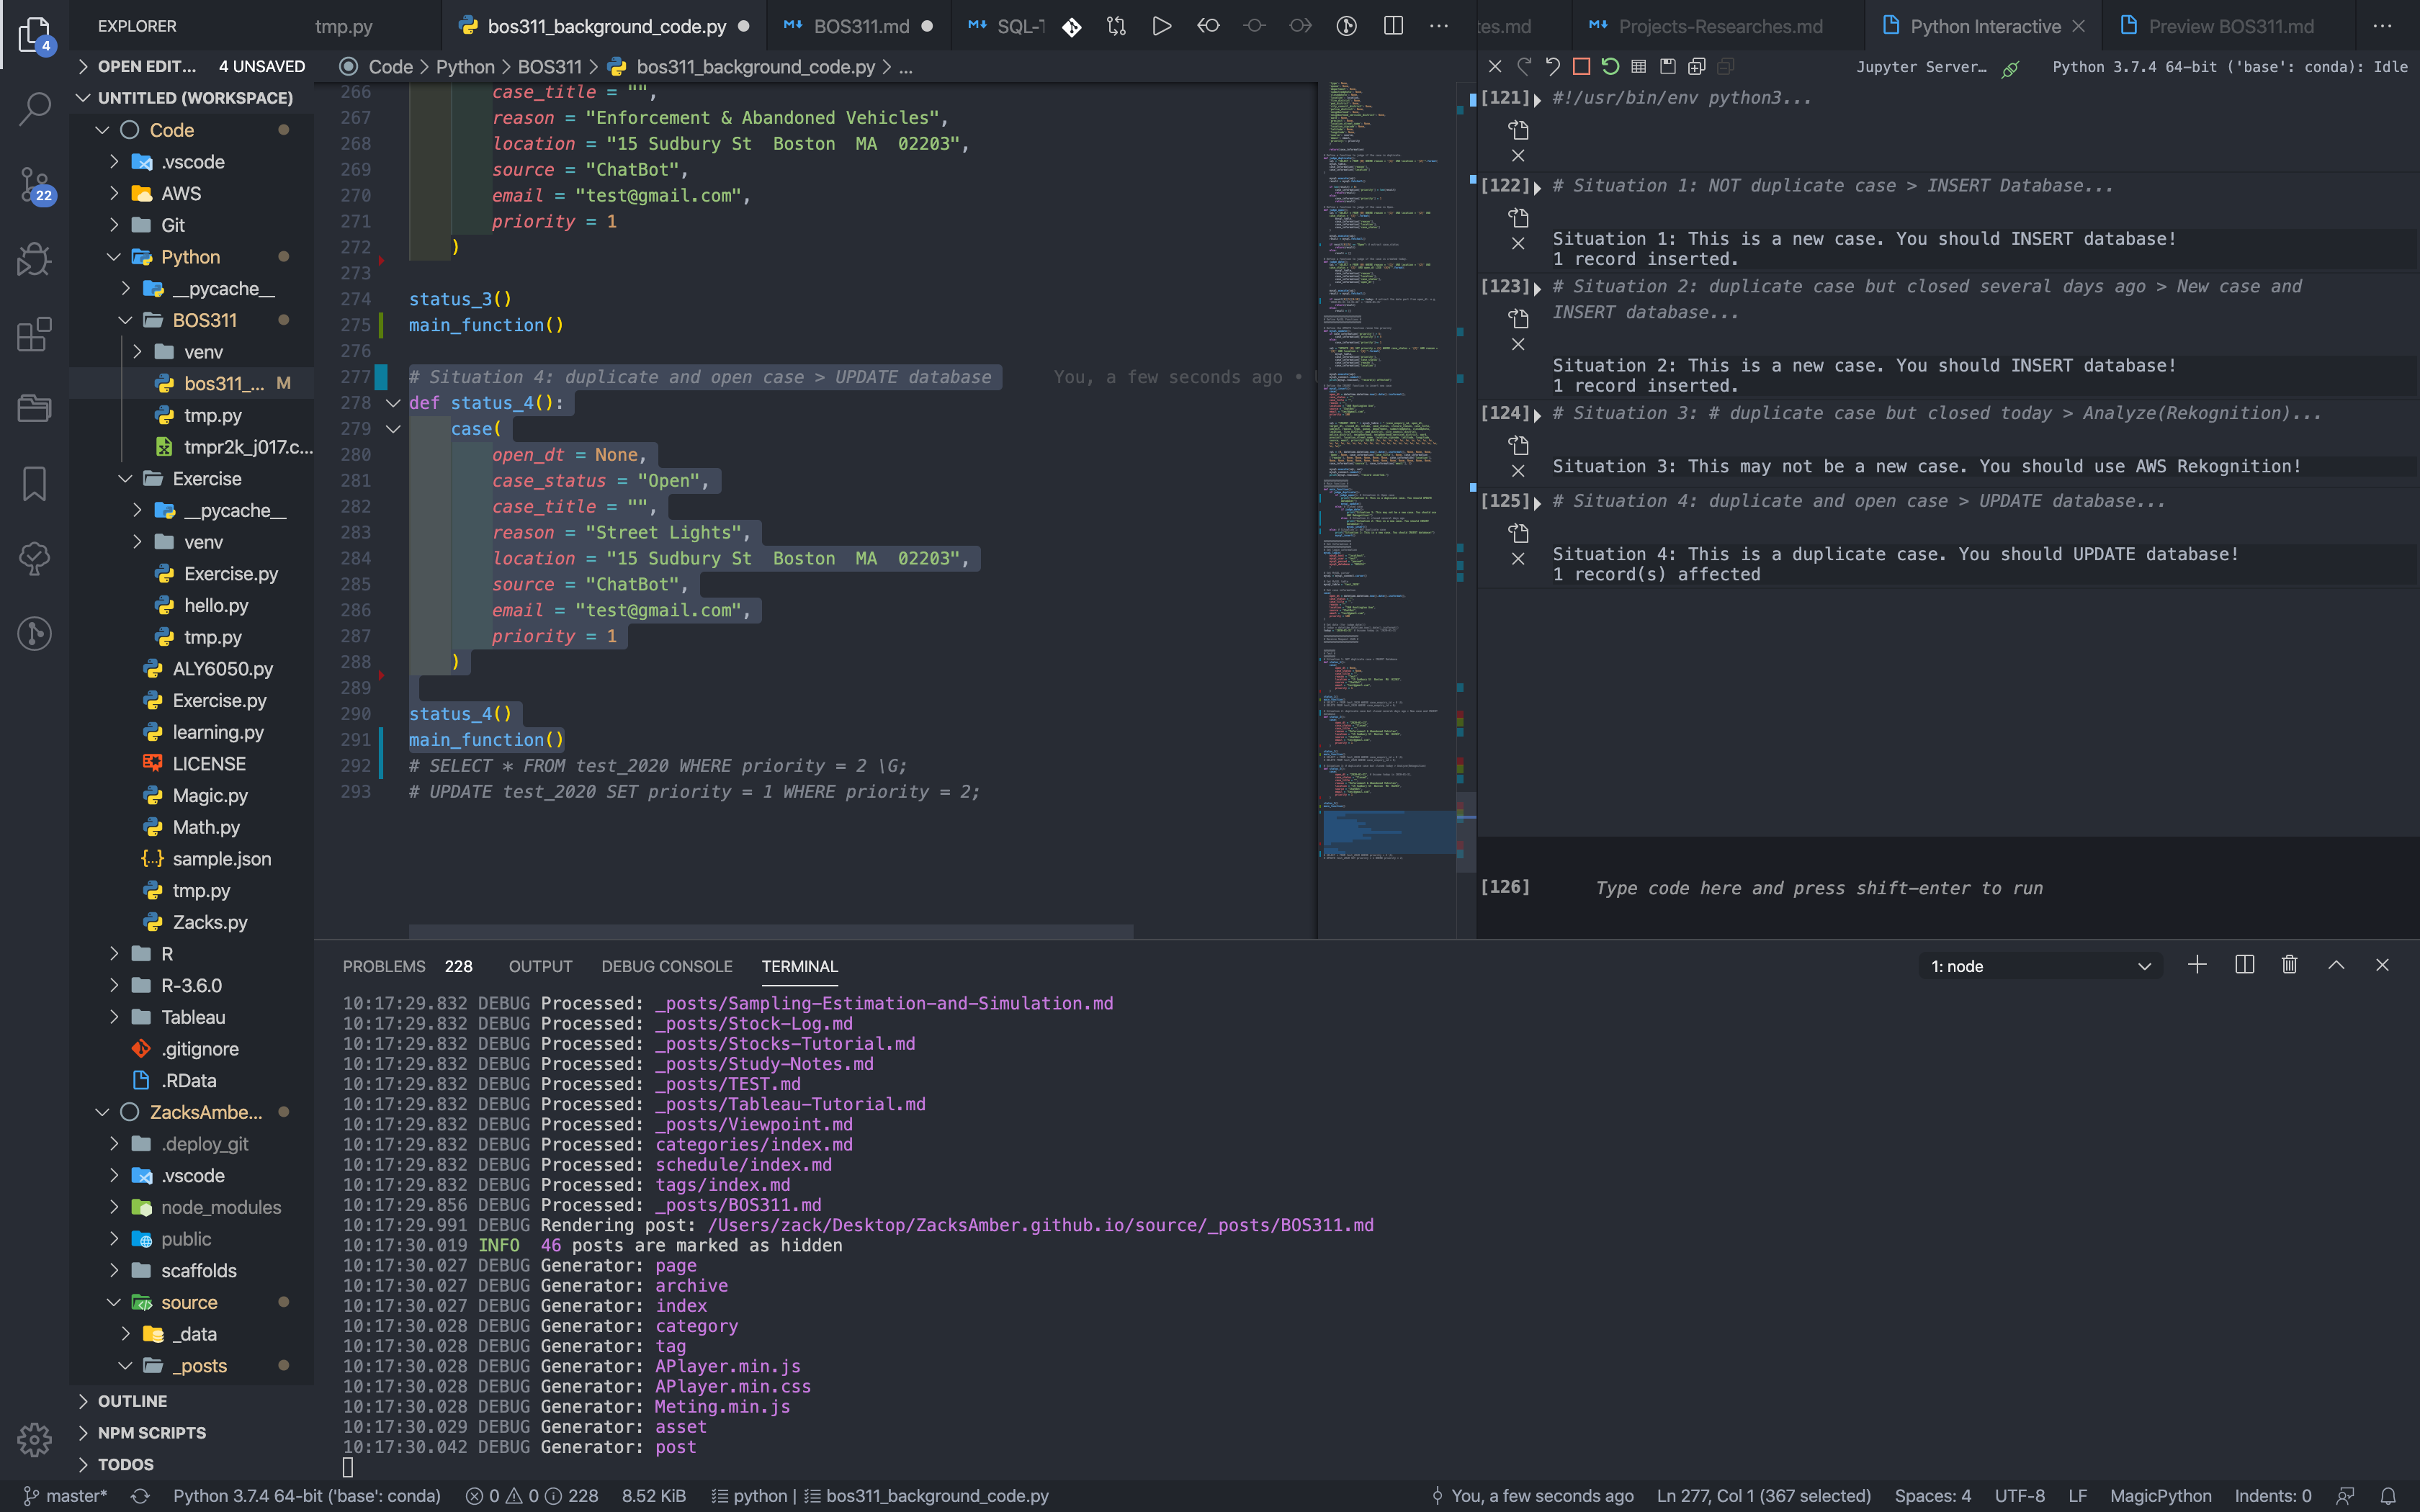 4
EXPLORER
tmp.py
bos311_background_code.py
BOS311.md
SQL-T
tes.md
Projects-Researches.md
Python Interactive
Preview BOS311.md
OPEN EDIT... 4 UNSAVED
UNTITLED (WORKSPACE)
Code
.vscode
AWS
22
Git
Python
__pycache__
BOS311
venv
bos311_... M
tmp.py
tmpr2k_j017.c...
Exercise
__pycache__
venv
Exercise.py
hello.py
tmp.py
ALY6050.py
Exercise.py
learning.py
LICENSE
Magic.py
Math.py
sample.json
tmp.py
Zacks.py
R
R-3.6.0
Tableau
.gitignore
.RData
ZacksAmbe...
.deploy_git
.vscode
node_modules
public
scaffolds
source
_data
_posts
OUTLINE
NPM SCRIPTS
TODOS
Code > Python > BOS311 > bos311_background_code.py > ...
266 case_title = "",
267 reason = "Enforcement & Abandoned Vehicles",
268 location = "15 Sudbury St  Boston  MA  02203",
269 source = "ChatBot",
270 email = "test@gmail.com",
271 priority = 1
272 )
273
274 status_3()
275 main_function()
276
277 # Situation 4: duplicate and open case > UPDATE database You, a few seconds ago •
278 def status_4():
279 case(
280 open_dt = None,
281 case_status = "Open",
282 case_title = "",
283 reason = "Street Lights",
284 location = "15 Sudbury St  Boston  MA  02203",
285 source = "ChatBot",
286 email = "test@gmail.com",
287 priority = 1
288 )
289
290 status_4()
291 main_function()
292 # SELECT * FROM test_2020 WHERE priority = 2 \G;
293 # UPDATE test_2020 SET priority = 1 WHERE priority = 2;
Jupyter Server… Python 3.7.4 64-bit ('base': conda): Idle
[121] #!/usr/bin/env python3...
[122] # Situation 1: NOT duplicate case > INSERT Database...
Situation 1: This is a new case. You should INSERT database!
1 record inserted.
[123] # Situation 2: duplicate case but closed several days ago > New case and
INSERT database...
Situation 2: This is a new case. You should INSERT database!
1 record inserted.
[124] # Situation 3: # duplicate case but closed today > Analyze(Rekognition)...
Situation 3: This may not be a new case. You should use AWS Rekognition!
[125] # Situation 4: duplicate and open case > UPDATE database...
Situation 4: This is a duplicate case. You should UPDATE database!
1 record(s) affected
[126] Type code here and press shift-enter to run
PROBLEMS 228 OUTPUT DEBUG CONSOLE TERMINAL 1: node
10:17:29.832 DEBUG Processed: _posts/Sampling-Estimation-and-Simulation.md
10:17:29.832 DEBUG Processed: _posts/Stock-Log.md
10:17:29.832 DEBUG Processed: _posts/Stocks-Tutorial.md
10:17:29.832 DEBUG Processed: _posts/Study-Notes.md
10:17:29.832 DEBUG Processed: _posts/TEST.md
10:17:29.832 DEBUG Processed: _posts/Tableau-Tutorial.md
10:17:29.832 DEBUG Processed: _posts/Viewpoint.md
10:17:29.832 DEBUG Processed: categories/index.md
10:17:29.832 DEBUG Processed: schedule/index.md
10:17:29.832 DEBUG Processed: tags/index.md
10:17:29.856 DEBUG Processed: _posts/BOS311.md
10:17:29.991 DEBUG Rendering post: /Users/zack/Desktop/ZacksAmber.github.io/source/_posts/BOS311.md
10:17:30.019 INFO  46 posts are marked as hidden
10:17:30.027 DEBUG Generator: page
10:17:30.027 DEBUG Generator: archive
10:17:30.027 DEBUG Generator: index
10:17:30.028 DEBUG Generator: category
10:17:30.028 DEBUG Generator: tag
10:17:30.028 DEBUG Generator: APlayer.min.js
10:17:30.028 DEBUG Generator: APlayer.min.css
10:17:30.028 DEBUG Generator: Meting.min.js
10:17:30.029 DEBUG Generator: asset
10:17:30.042 DEBUG Generator: post
master* Python 3.7.4 64-bit ('base': conda) 0 0 228 8.52 KiB python | bos311_background_code.py You, a few seconds ago Ln 277, Col 1 (367 selected) Spaces: 4 UTF-8 LF MagicPython Indents: 0